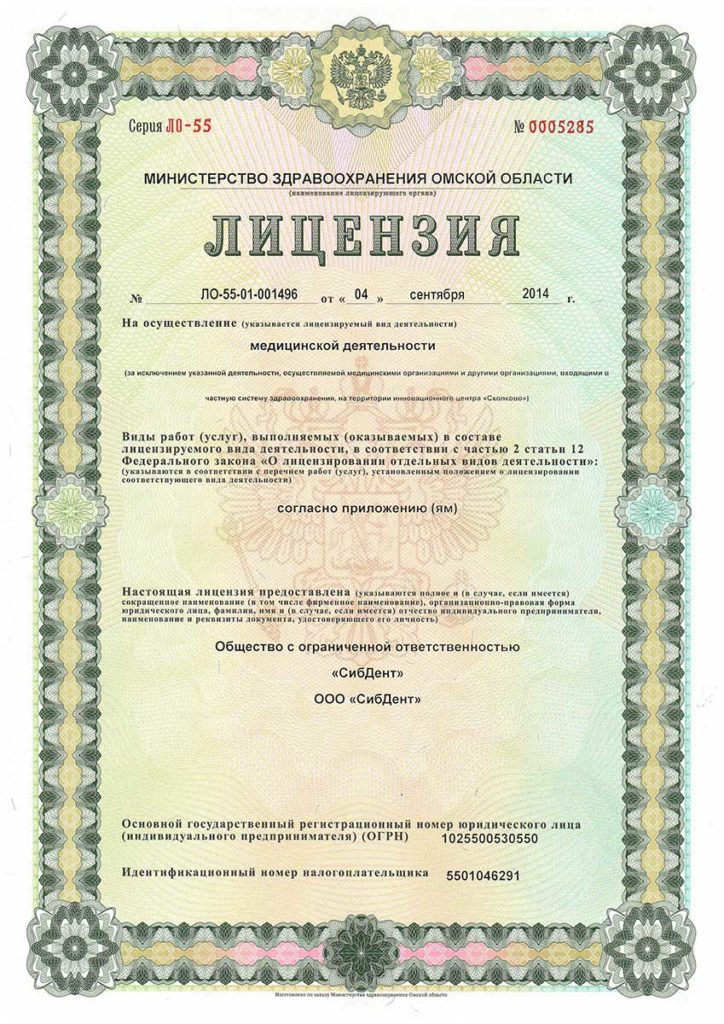 Серия ЛО-55 № 0005285
МИНИСТЕРСТВО ЗДРАВООХРАНЕНИЯ ОМСКОЙ ОБЛАСТИ
(наименование лицензирующего органа)
ЛИЦЕНЗИЯ
№ ЛО-55-01-001496 от « 04 » сентября 2014 г.
На осуществление (указывается лицензируемый вид деятельности)
медицинской деятельности
(за исключением указанной деятельности, осуществляемой медицинскими организациями и другими организациями, входящими в
частную систему здравоохранения, на территории инновационного центра «Сколково»)
Виды работ (услуг), выполняемых (оказываемых) в составе
лицензируемого вида деятельности, в соответствии с частью 2 статьи 12
Федерального закона «О лицензировании отдельных видов деятельности»:
(указываются в соответствии с перечнем работ (услуг), установленным положением о лицензировании
соответствующего вида деятельности)
согласно приложению (ям)
Настоящая лицензия предоставлена (указываются полное и (в случае, если имеется)
сокращенное наименование (в том числе фирменное наименование), организационно-правовая форма
юридического лица, фамилия, имя и (в случае, если имеется) отчество индивидуального предпринимателя,
наименование и реквизиты документа, удостоверяющего его личность)
Общество с ограниченной ответственностью
«СибДент»
ООО «СибДент»
Основной государственный регистрационный номер юридического лица
(индивидуального предпринимателя) (ОГРН) 1025500530550
Идентификационный номер налогоплательщика 5501046291
Изготовлено по заказу Министерства здравоохранения Омской области